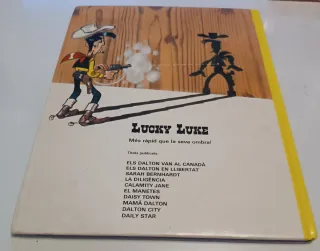 LUCKY LUKE
Més ràpid que la seva ombra!
Títols publicats:
ELS DALTON VAN AL CANADÀ
ELS DALTON EN LLIBERTAT
SARAH BERNHARDT
LA DILIGÈNCIA
CALAMITY JANE
EL MANETES
DAISY TOWN
MAMÀ DALTON
DALTON CITY
DAILY STAR